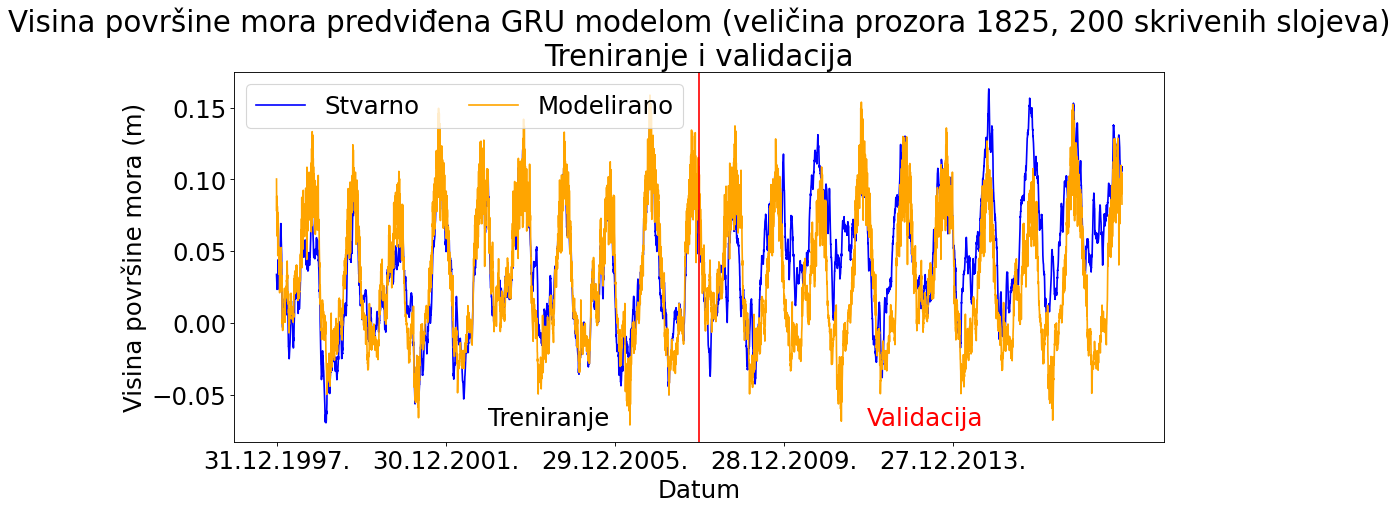 Visina površine mora predviđena GRU modelom (veličina prozora 1825, 200 skrivenih slojeva)
Treniranje i validacija
Stvarno
Modelirano
Visina površine mora (m)
0.15
0.10
0.05
0.00
−0.05
Treniranje
Validacija
31.12.1997.
30.12.2001.
29.12.2005.
28.12.2009.
27.12.2013.
Datum